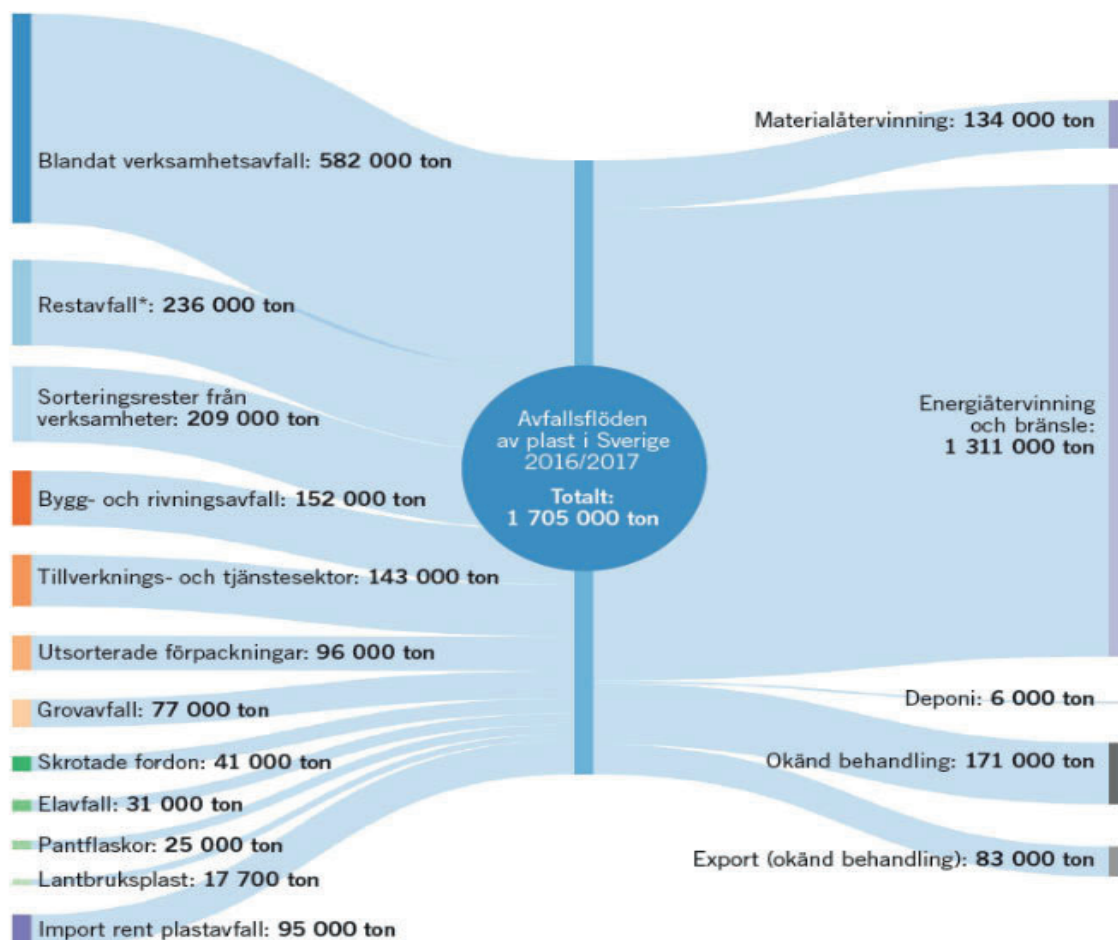 Blandat verksamhetsavfall: 582 000 ton
Restavfall*: 236 000 ton
Sorteringsrester från
verksamheter: 209 000 ton
Bygg- och rivningsavfall: 152 000 ton
Tillverknings- och tjänstesektor: 143 000 ton
Utsorterade förpackningar: 96 000 ton
Grovavfall: 77 000 ton
Skrotade fordon: 41 000 ton
Elavfall: 31 000 ton
Pantflaskor: 25 000 ton
Lantbruksplast: 17 700 ton
Import rent plastavfall: 95 000 ton
Avfallsflöden
av plast i Sverige
2016/2017
Totalt:
1 705 000 ton
Materialåtervinning: 134 000 ton
Energiåtervinning
och bränsle:
1 311 000 ton
Deponi: 6 000 ton
Okänd behandling: 171 000 ton
Export (okänd behandling): 83 000 ton